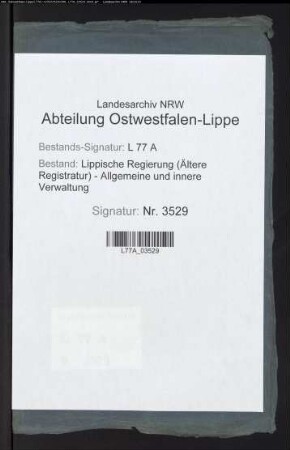 Landesarchiv NRW
Abteilung Ostwestfalen-Lippe
Bestands-Signatur: L 77 A
Bestand: Lippische Regierung (Ältere
Registratur) - Allgemeine und innere
Verwaltung
Signatur: Nr. 3529
L77A_03529